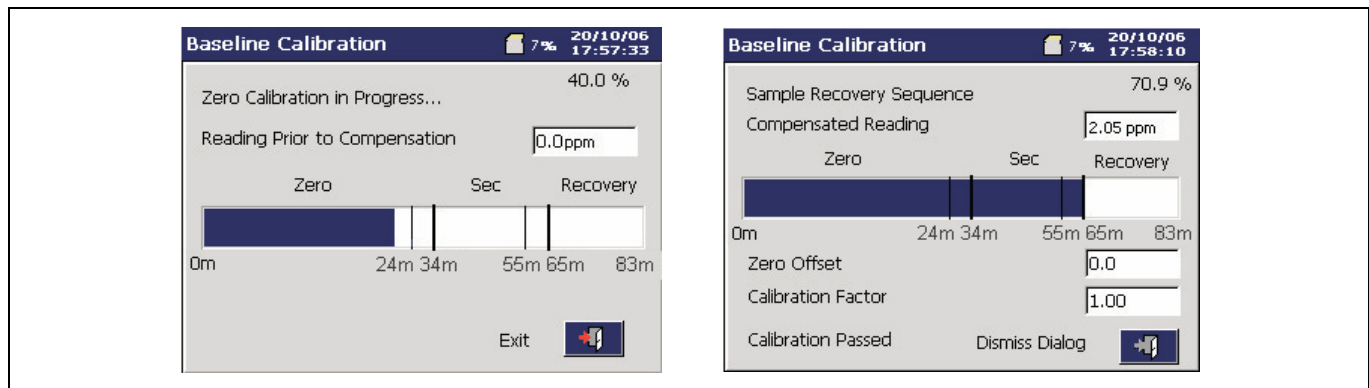 Baseline Calibration 7% 20/10/06
17:57:33
40.0 %
Zero Calibration in Progress...
Reading Prior to Compensation 0.0ppm
Zero Sec Recovery
0m 24m 34m 55m 65m 83m
Exit
Baseline Calibration 7% 20/10/06
17:58:10
70.9 %
Sample Recovery Sequence
Compensated Reading 2.05 ppm
Zero Sec Recovery
0m 24m 34m 55m 65m 83m
Zero Offset 0.0
Calibration Factor 1.00
Calibration Passed Dismiss Dialog